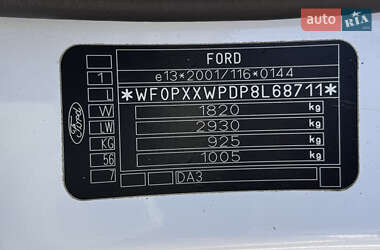 auto RIA
FORD
1 e13*2001/116*0144
L *WF0PXXWPDP8L68711*
W 1820 kg
LW 2930 kg
KG 925 kg
56 1005 kg
7 DA3
Ford